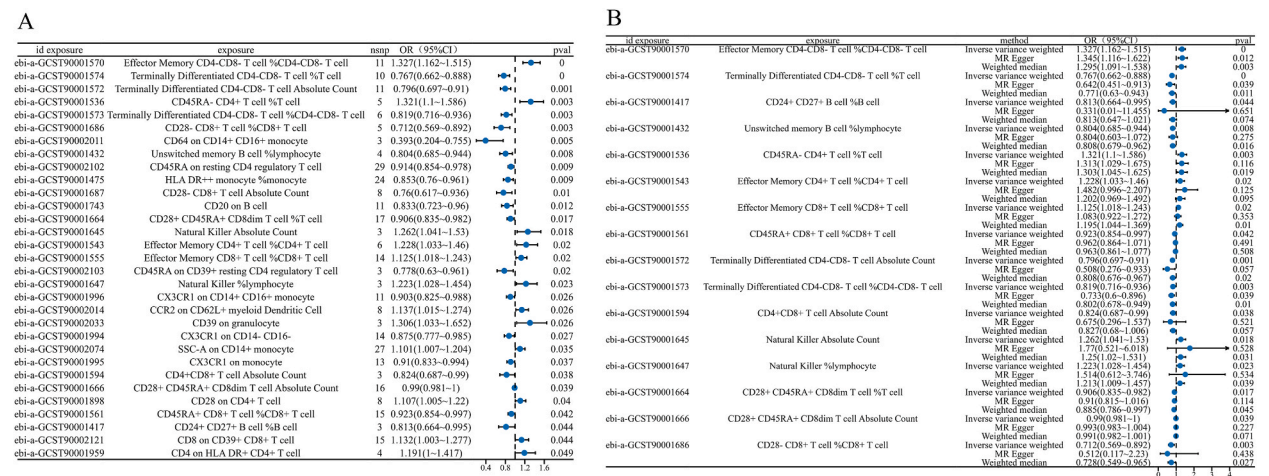 A
id exposure exposure nsnp OR (95%CI) pval
ebi-a-GCST90001570 Effector Memory CD4-CD8- T cell %CD4-CD8- T cell 11 1.327(1.162~1.515) 0
ebi-a-GCST90001574 Terminally Differentiated CD4-CD8- T cell %T cell 10 0.767(0.662~0.888) 0
ebi-a-GCST90001572 Terminally Differentiated CD4-CD8- T cell Absolute Count 11 0.796(0.697~0.91) 0.001
ebi-a-GCST90001536 CD45RA- CD4+ T cell %T cell 5 1.321(1.1~1.586) 0.003
ebi-a-GCST90001573 Terminally Differentiated CD4-CD8- T cell %CD4-CD8- T cell 6 0.819(0.716~0.936) 0.003
ebi-a-GCST90001686 CD28- CD8+ T cell %CD8+ T cell 5 0.712(0.569~0.892) 0.003
ebi-a-GCST90002011 CD64 on CD14+ CD16+ monocyte 3 0.393(0.204~0.755) 0.005
ebi-a-GCST90001432 Unswitched memory B cell %lymphocyte 4 0.804(0.685~0.944) 0.008
ebi-a-GCST90002102 CD45RA on resting CD4 regulatory T cell 29 0.914(0.854~0.978) 0.009
ebi-a-GCST90001475 HLA DR++ monocyte %monocyte 24 0.853(0.76~0.961) 0.009
ebi-a-GCST90001687 CD28- CD8+ T cell Absolute Count 8 0.76(0.617~0.936) 0.01
ebi-a-GCST90001743 CD20 on B cell 11 0.833(0.723~0.96) 0.012
ebi-a-GCST90001664 CD28+ CD45RA+ CD8dim T cell %T cell 17 0.906(0.835~0.982) 0.017
ebi-a-GCST90001645 Natural Killer Absolute Count 3 1.262(1.041~1.53) 0.018
ebi-a-GCST90001543 Effector Memory CD4+ T cell %CD4+ T cell 6 1.228(1.033~1.46) 0.02
ebi-a-GCST90001555 Effector Memory CD8+ T cell %CD8+ T cell 14 1.125(1.018~1.243) 0.02
ebi-a-GCST90002103 CD45RA on CD39+ resting CD4 regulatory T cell 3 0.778(0.63~0.961) 0.02
ebi-a-GCST90001647 Natural Killer %lymphocyte 3 1.223(1.028~1.454) 0.023
ebi-a-GCST90001996 CX3CR1 on CD14+ CD16+ monocyte 11 0.903(0.825~0.988) 0.026
ebi-a-GCST90002014 CCR2 on CD62L+ myeloid Dendritic Cell 8 1.137(1.015~1.274) 0.026
ebi-a-GCST90002033 CD39 on granulocyte 3 1.306(1.033~1.652) 0.026
ebi-a-GCST90001994 CX3CR1 on CD14- CD16- 14 0.875(0.777~0.985) 0.027
ebi-a-GCST90002074 SSC-A on CD14+ monocyte 27 1.101(1.007~1.204) 0.035
ebi-a-GCST90001995 CX3CR1 on monocyte 13 0.91(0.833~0.994) 0.037
ebi-a-GCST90001594 CD4+CD8+ T cell Absolute Count 3 0.824(0.687~0.99) 0.038
ebi-a-GCST90001666 CD28+ CD45RA+ CD8dim T cell Absolute Count 16 0.99(0.981~1) 0.039
ebi-a-GCST90001898 CD28 on CD4+ T cell 8 1.107(1.005~1.22) 0.04
ebi-a-GCST90001561 CD45RA+ CD8+ T cell %CD8+ T cell 15 0.923(0.854~0.997) 0.042
ebi-a-GCST90001417 CD24+ CD27+ B cell %B cell 3 0.813(0.664~0.995) 0.044
ebi-a-GCST90002121 CD8 on CD39+ CD8+ T cell 15 1.132(1.003~1.277) 0.044
ebi-a-GCST90001959 CD4 on HLA DR+ CD4+ T cell 4 1.191(1~1.417) 0.049
0.4 0.8 1.2 1.6
B
id exposure exposure method OR (95%CI) pval
ebi-a-GCST90001570 Effector Memory CD4-CD8- T cell %CD4-CD8- T cell Inverse variance weighted 1.327(1.162~1.515) 0
MR Egger 1.345(1.116~1.622) 0.012
Weighted median 1.295(1.091~1.538) 0.003
ebi-a-GCST90001574 Terminally Differentiated CD4-CD8- T cell %T cell Inverse variance weighted 0.767(0.662~0.888) 0
MR Egger 0.642(0.451~0.913) 0.039
Weighted median 0.771(0.63~0.943) 0.011
ebi-a-GCST90001417 CD24+ CD27+ B cell %B cell Inverse variance weighted 0.813(0.664~0.995) 0.044
MR Egger 0.331(0.01~11.455) 0.651
Weighted median 0.813(0.647~1.021) 0.074
ebi-a-GCST90001432 Unswitched memory B cell %lymphocyte Inverse variance weighted 0.804(0.685~0.944) 0.008
MR Egger 0.804(0.603~1.072) 0.275
Weighted median 0.808(0.679~0.962) 0.016
ebi-a-GCST90001536 CD45RA- CD4+ T cell %T cell Inverse variance weighted 1.321(1.1~1.586) 0.003
MR Egger 1.313(1.029~1.675) 0.116
Weighted median 1.303(1.045~1.625) 0.019
ebi-a-GCST90001543 Effector Memory CD4+ T cell %CD4+ T cell Inverse variance weighted 1.228(1.033~1.46) 0.02
MR Egger 1.482(0.996~2.207) 0.125
Weighted median 1.202(0.969~1.492) 0.095
ebi-a-GCST90001555 Effector Memory CD8+ T cell %CD8+ T cell Inverse variance weighted 1.125(1.018~1.243) 0.02
MR Egger 1.083(0.922~1.272) 0.353
Weighted median 1.195(1.044~1.369) 0.01
ebi-a-GCST90001561 CD45RA+ CD8+ T cell %CD8+ T cell Inverse variance weighted 0.923(0.854~0.997) 0.042
MR Egger 0.962(0.864~1.071) 0.491
Weighted median 0.963(0.861~1.077) 0.508
ebi-a-GCST90001572 Terminally Differentiated CD4-CD8- T cell Absolute Count Inverse variance weighted 0.796(0.697~0.91) 0.001
MR Egger 0.508(0.276~0.933) 0.057
Weighted median 0.808(0.676~0.967) 0.02
ebi-a-GCST90001573 Terminally Differentiated CD4-CD8- T cell %CD4-CD8- T cell Inverse variance weighted 0.819(0.716~0.936) 0.003
MR Egger 0.733(0.6~0.896) 0.039
Weighted median 0.802(0.678~0.949) 0.01
ebi-a-GCST90001594 CD4+CD8+ T cell Absolute Count Inverse variance weighted 0.824(0.687~0.99) 0.038
MR Egger 0.675(0.296~1.537) 0.521
Weighted median 0.827(0.68~1.006) 0.057
ebi-a-GCST90001645 Natural Killer Absolute Count Inverse variance weighted 1.262(1.041~1.53) 0.018
MR Egger 1.77(0.521~6.018) 0.528
Weighted median 1.25(1.02~1.531) 0.031
ebi-a-GCST90001647 Natural Killer %lymphocyte Inverse variance weighted 1.223(1.028~1.454) 0.023
MR Egger 1.514(0.612~3.746) 0.534
Weighted median 1.213(1.009~1.457) 0.039
ebi-a-GCST90001664 CD28+ CD45RA+ CD8dim T cell %T cell Inverse variance weighted 0.906(0.835~0.982) 0.017
MR Egger 0.91(0.815~1.016) 0.114
Weighted median 0.885(0.786~0.997) 0.045
ebi-a-GCST90001666 CD28+ CD45RA+ CD8dim T cell Absolute Count Inverse variance weighted 0.99(0.981~1) 0.039
MR Egger 0.993(0.983~1.004) 0.227
Weighted median 0.991(0.982~1.001) 0.071
ebi-a-GCST90001686 CD28- CD8+ T cell %CD8+ T cell Inverse variance weighted 0.712(0.569~0.892) 0.003
MR Egger 0.512(0.117~2.23) 0.438
Weighted median 0.728(0.549~0.965) 0.027
0 1 2 3 4